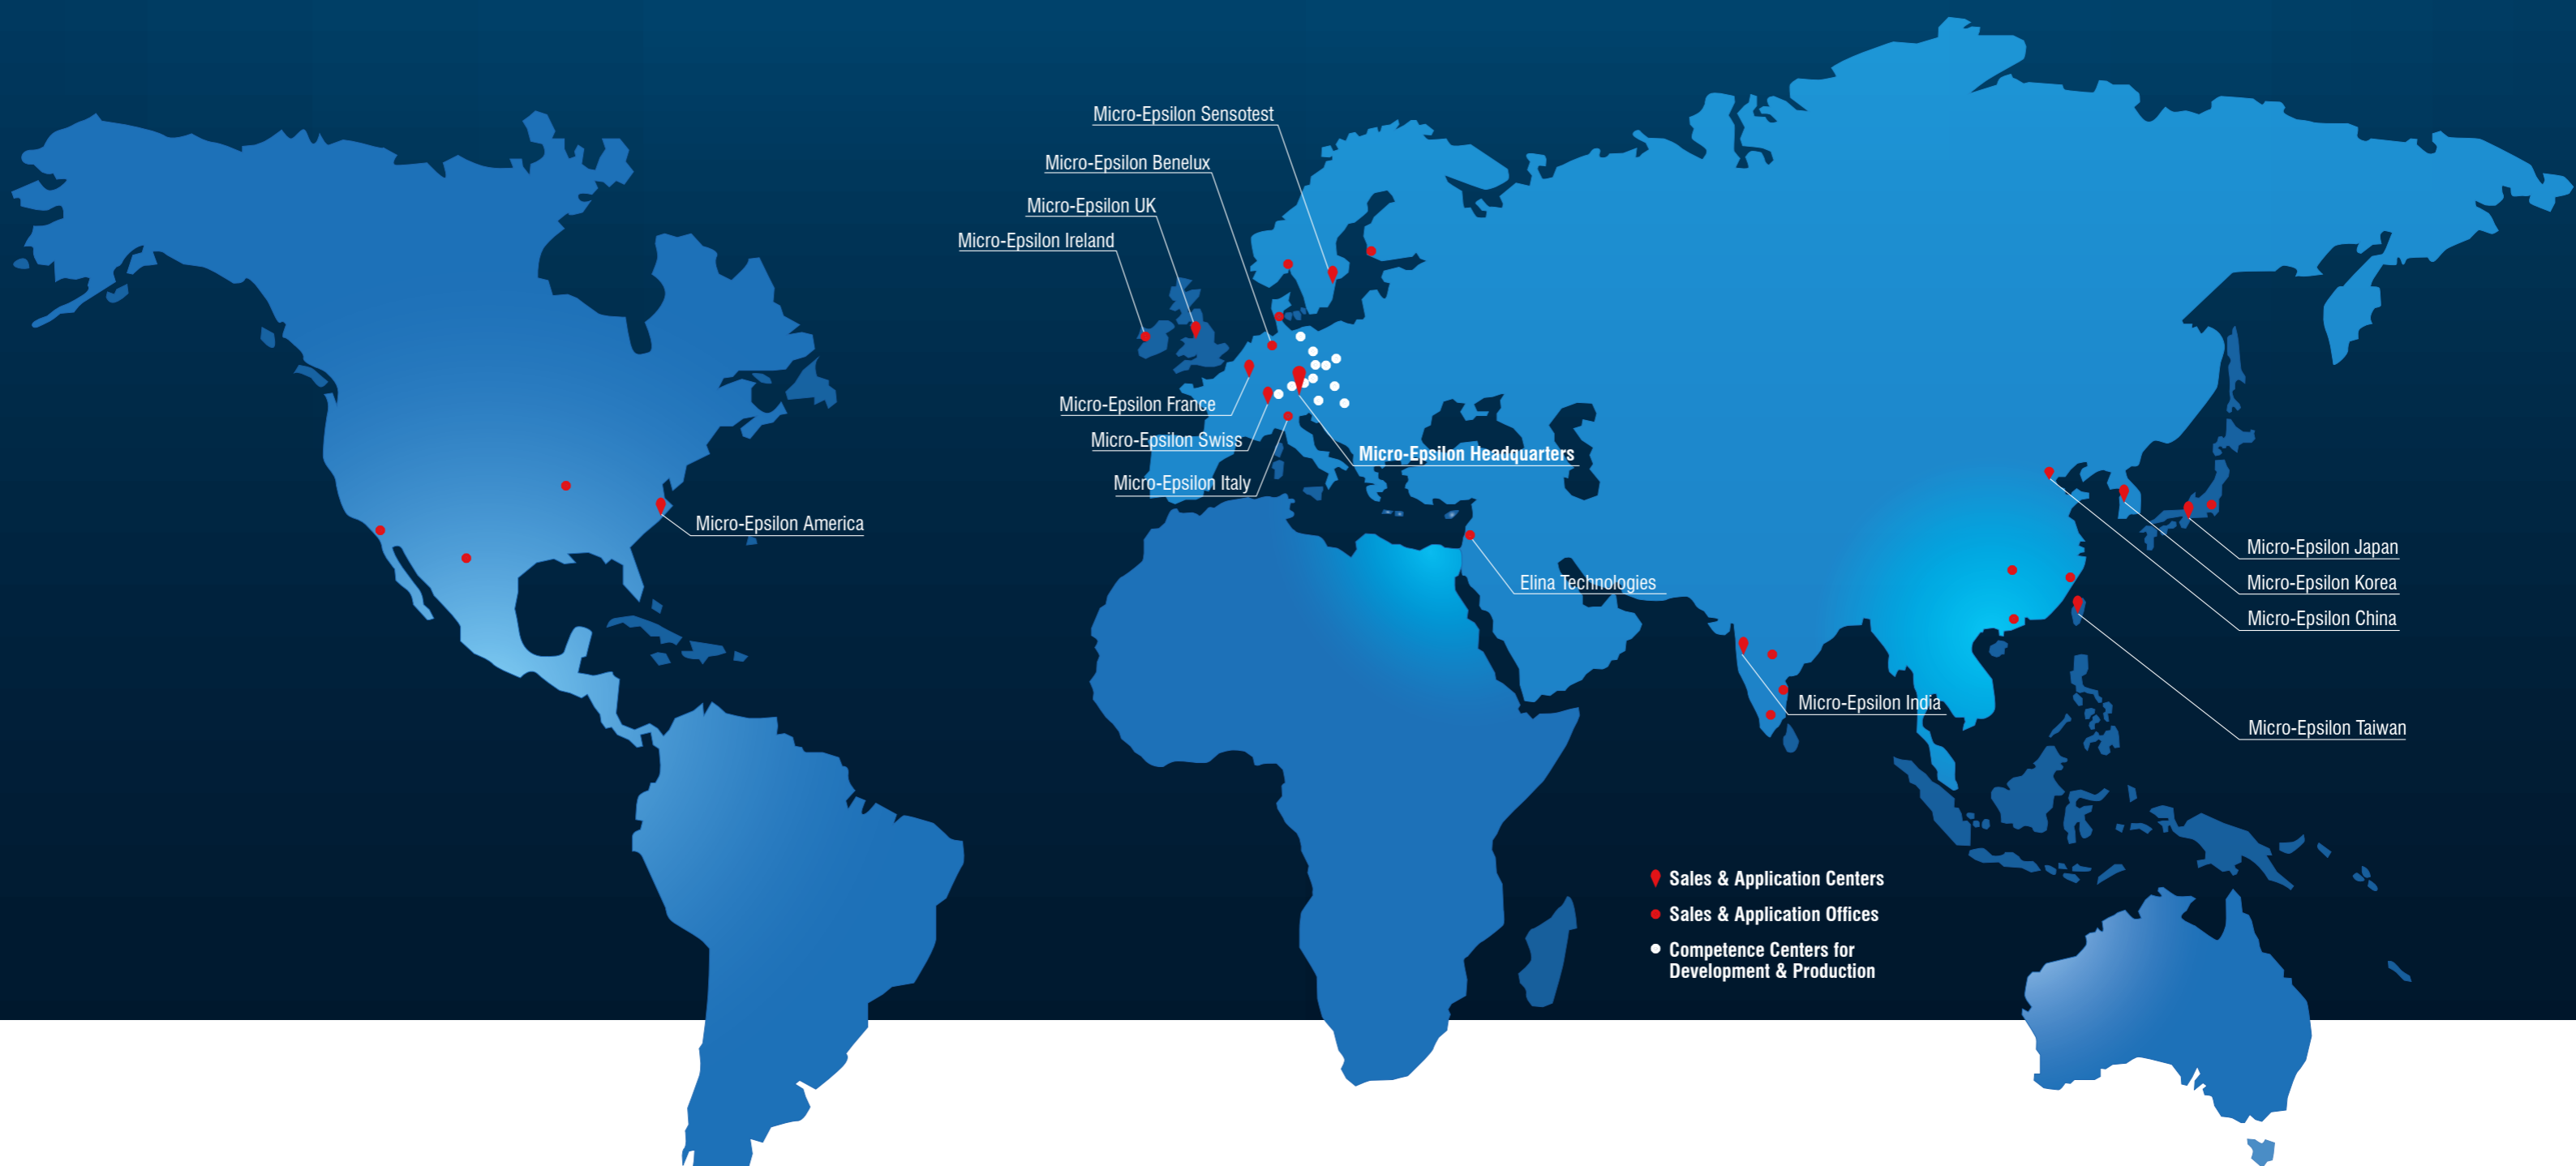 Micro-Epsilon Sensotest
Micro-Epsilon Benelux
Micro-Epsilon UK
Micro-Epsilon Ireland
Micro-Epsilon France
Micro-Epsilon Swiss
Micro-Epsilon Headquarters
Micro-Epsilon Italy
Micro-Epsilon America
Elina Technologies
Micro-Epsilon Japan
Micro-Epsilon Korea
Micro-Epsilon China
Micro-Epsilon India
Micro-Epsilon Taiwan
Sales & Application Centers
Sales & Application Offices
Competence Centers for
Development & Production